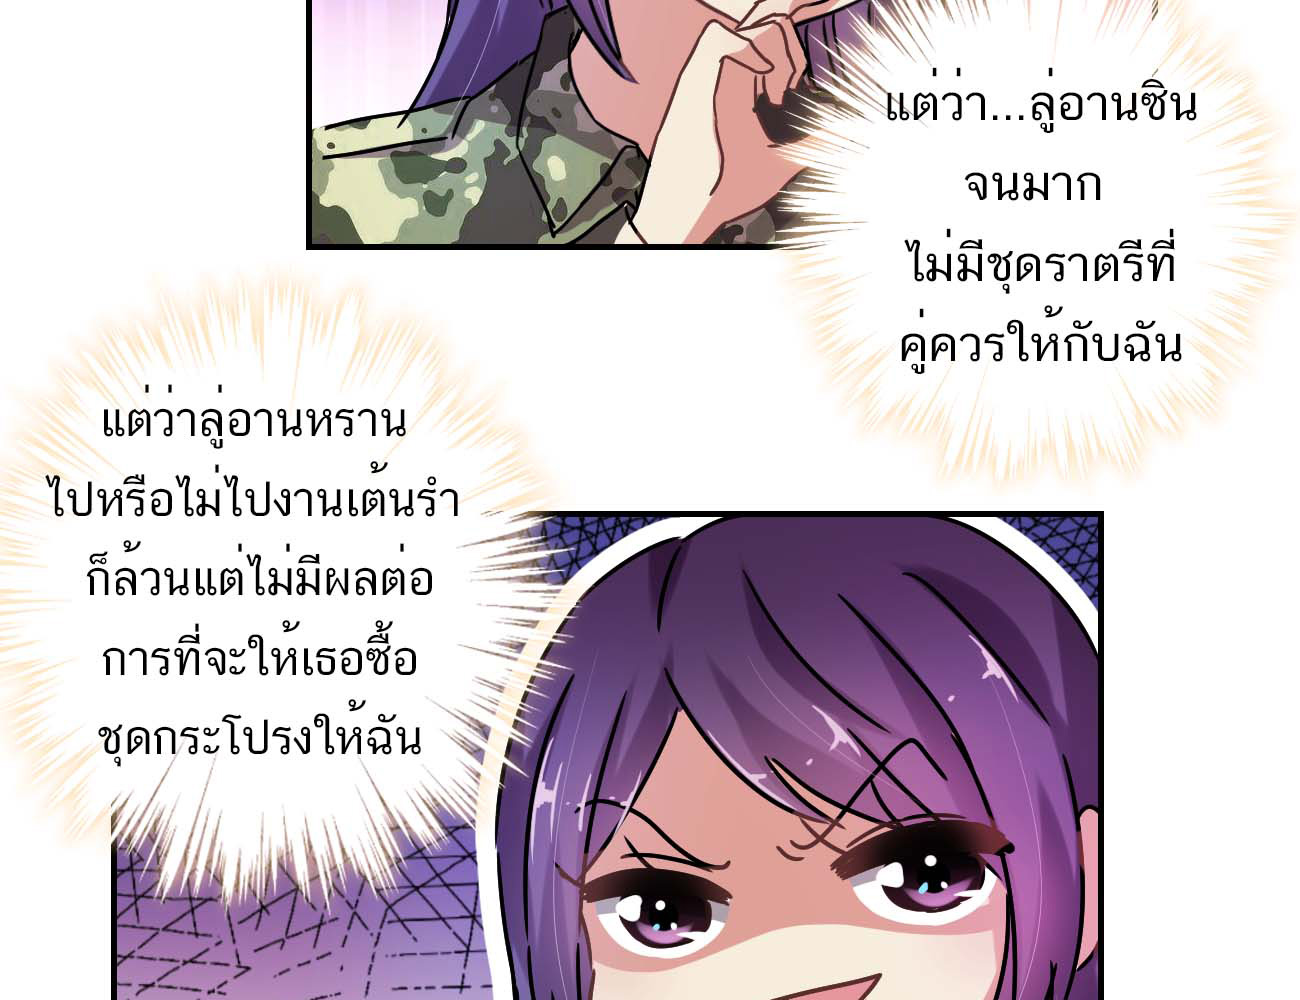 แต่ว่า...ลู่อานซิน
จนมาก
ไม่มีชุดราตรีที่
คู่ควรให้กับฉัน
แต่ว่าลู่อานหราน
ไปหรือไม่ไปงานเต้นรำ
ก็ล้วนแต่ไม่มีผลต่อ
การที่จะให้เธอซื้อ
ชุดกระโปรงให้ฉัน